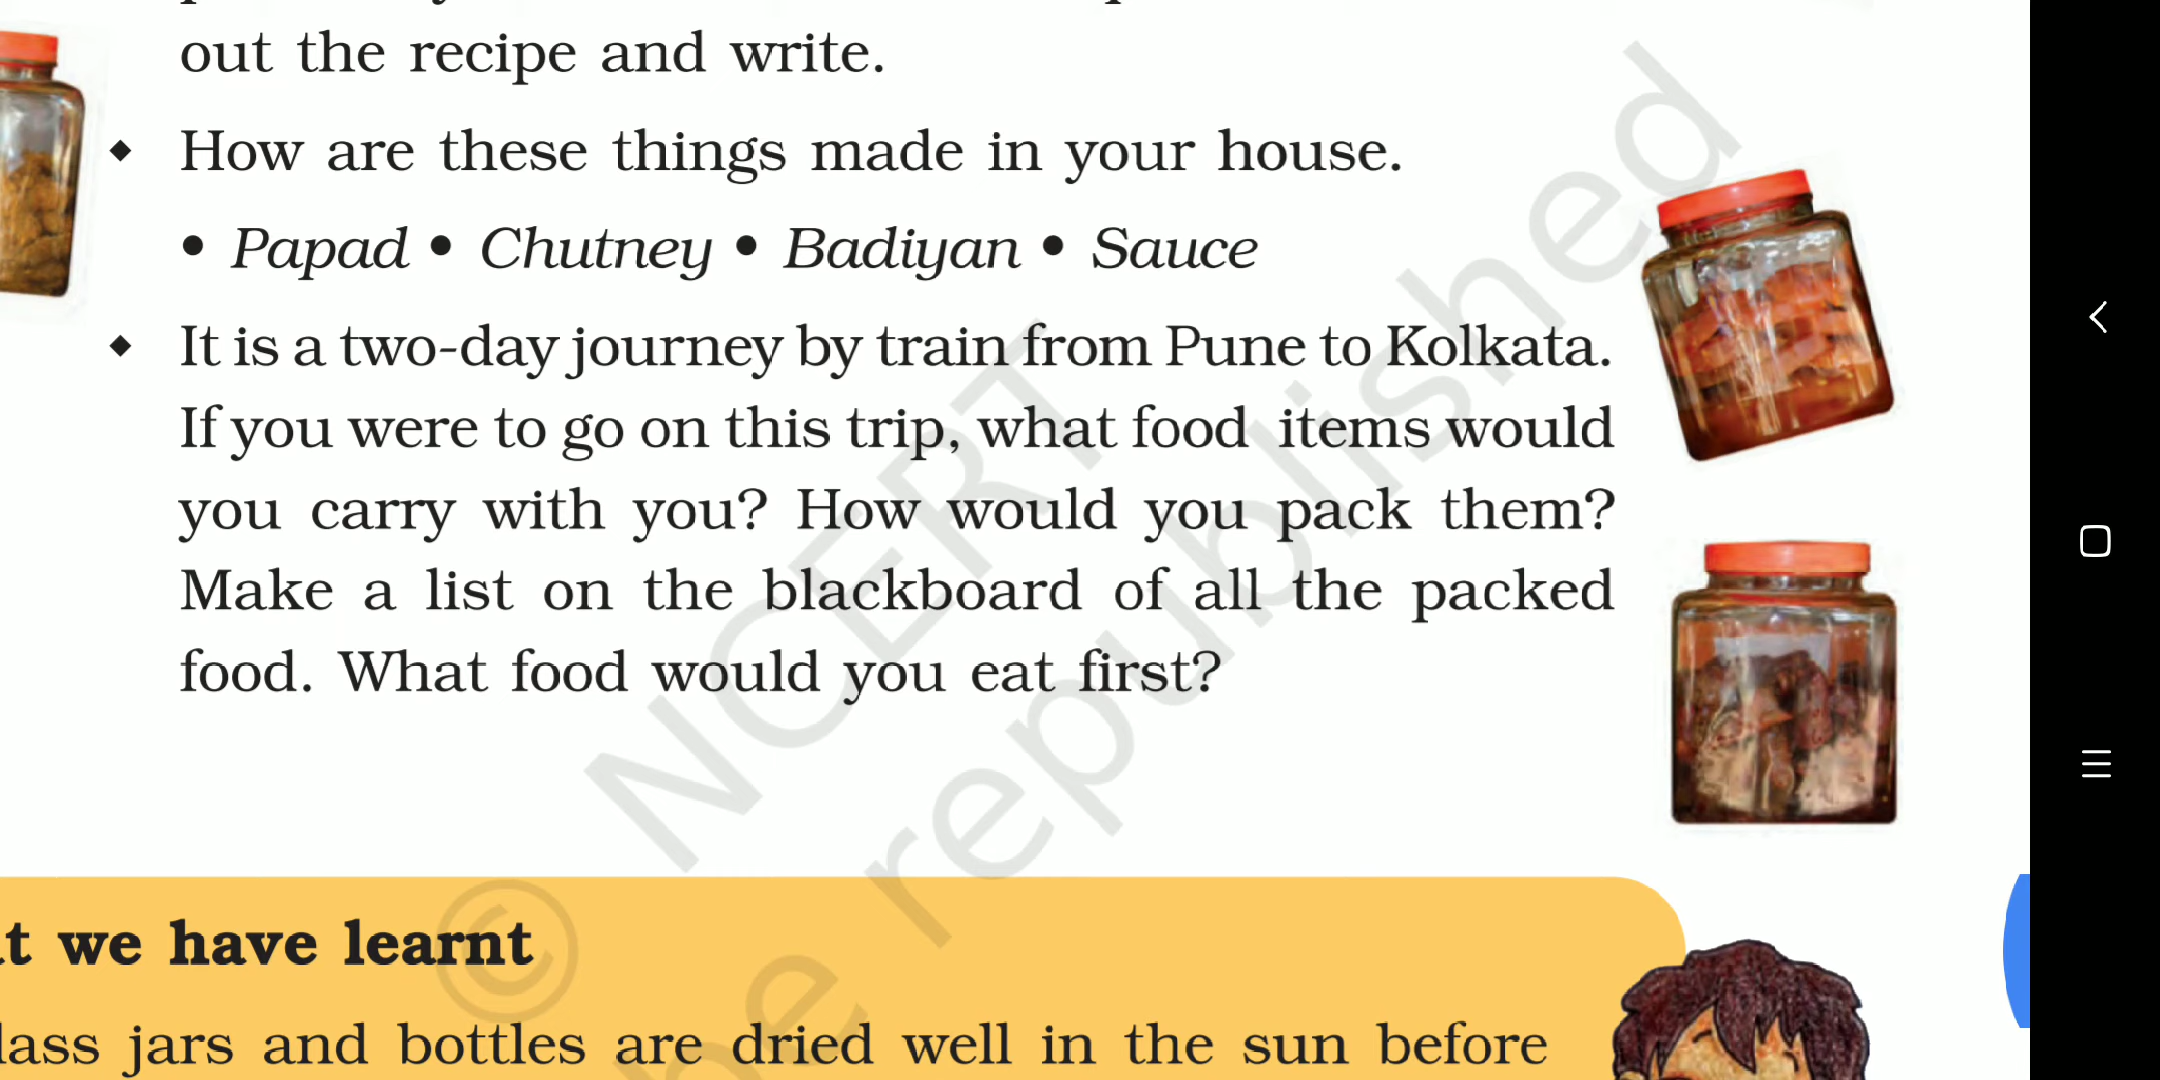 out the recipe and write.
◆ How are these things made in your house.
• Papad • Chutney • Badiyan • Sauce
◆ It is a two-day journey by train from Pune to Kolkata.
If you were to go on this trip, what food items would
you carry with you? How would you pack them?
Make a list on the blackboard of all the packed
food. What food would you eat first?
we have learnt
jars and bottles are dried well in the sun before
© NCERT
be republished